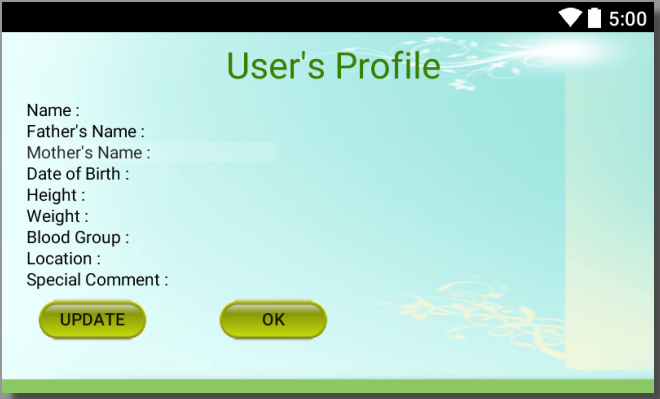 5:00
User's Profile
Name :
Father's Name :
Mother's Name :
Date of Birth :
Height :
Weight :
Blood Group :
Location :
Special Comment :
UPDATE OK